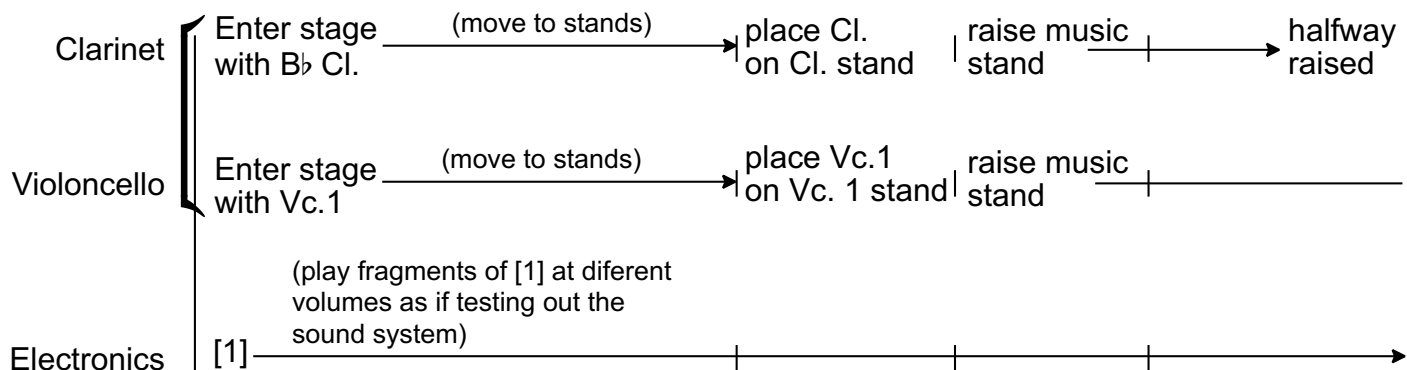 Clarinet
Enter stage
with B♭ Cl.
(move to stands)
place Cl.
on Cl. stand
raise music
stand
halfway
raised
Violoncello
Enter stage
with Vc.1
(move to stands)
place Vc.1
on Vc. 1 stand
raise music
stand
(play fragments of [1] at diferent
volumes as if testing out the
sound system)
Electronics
[1]